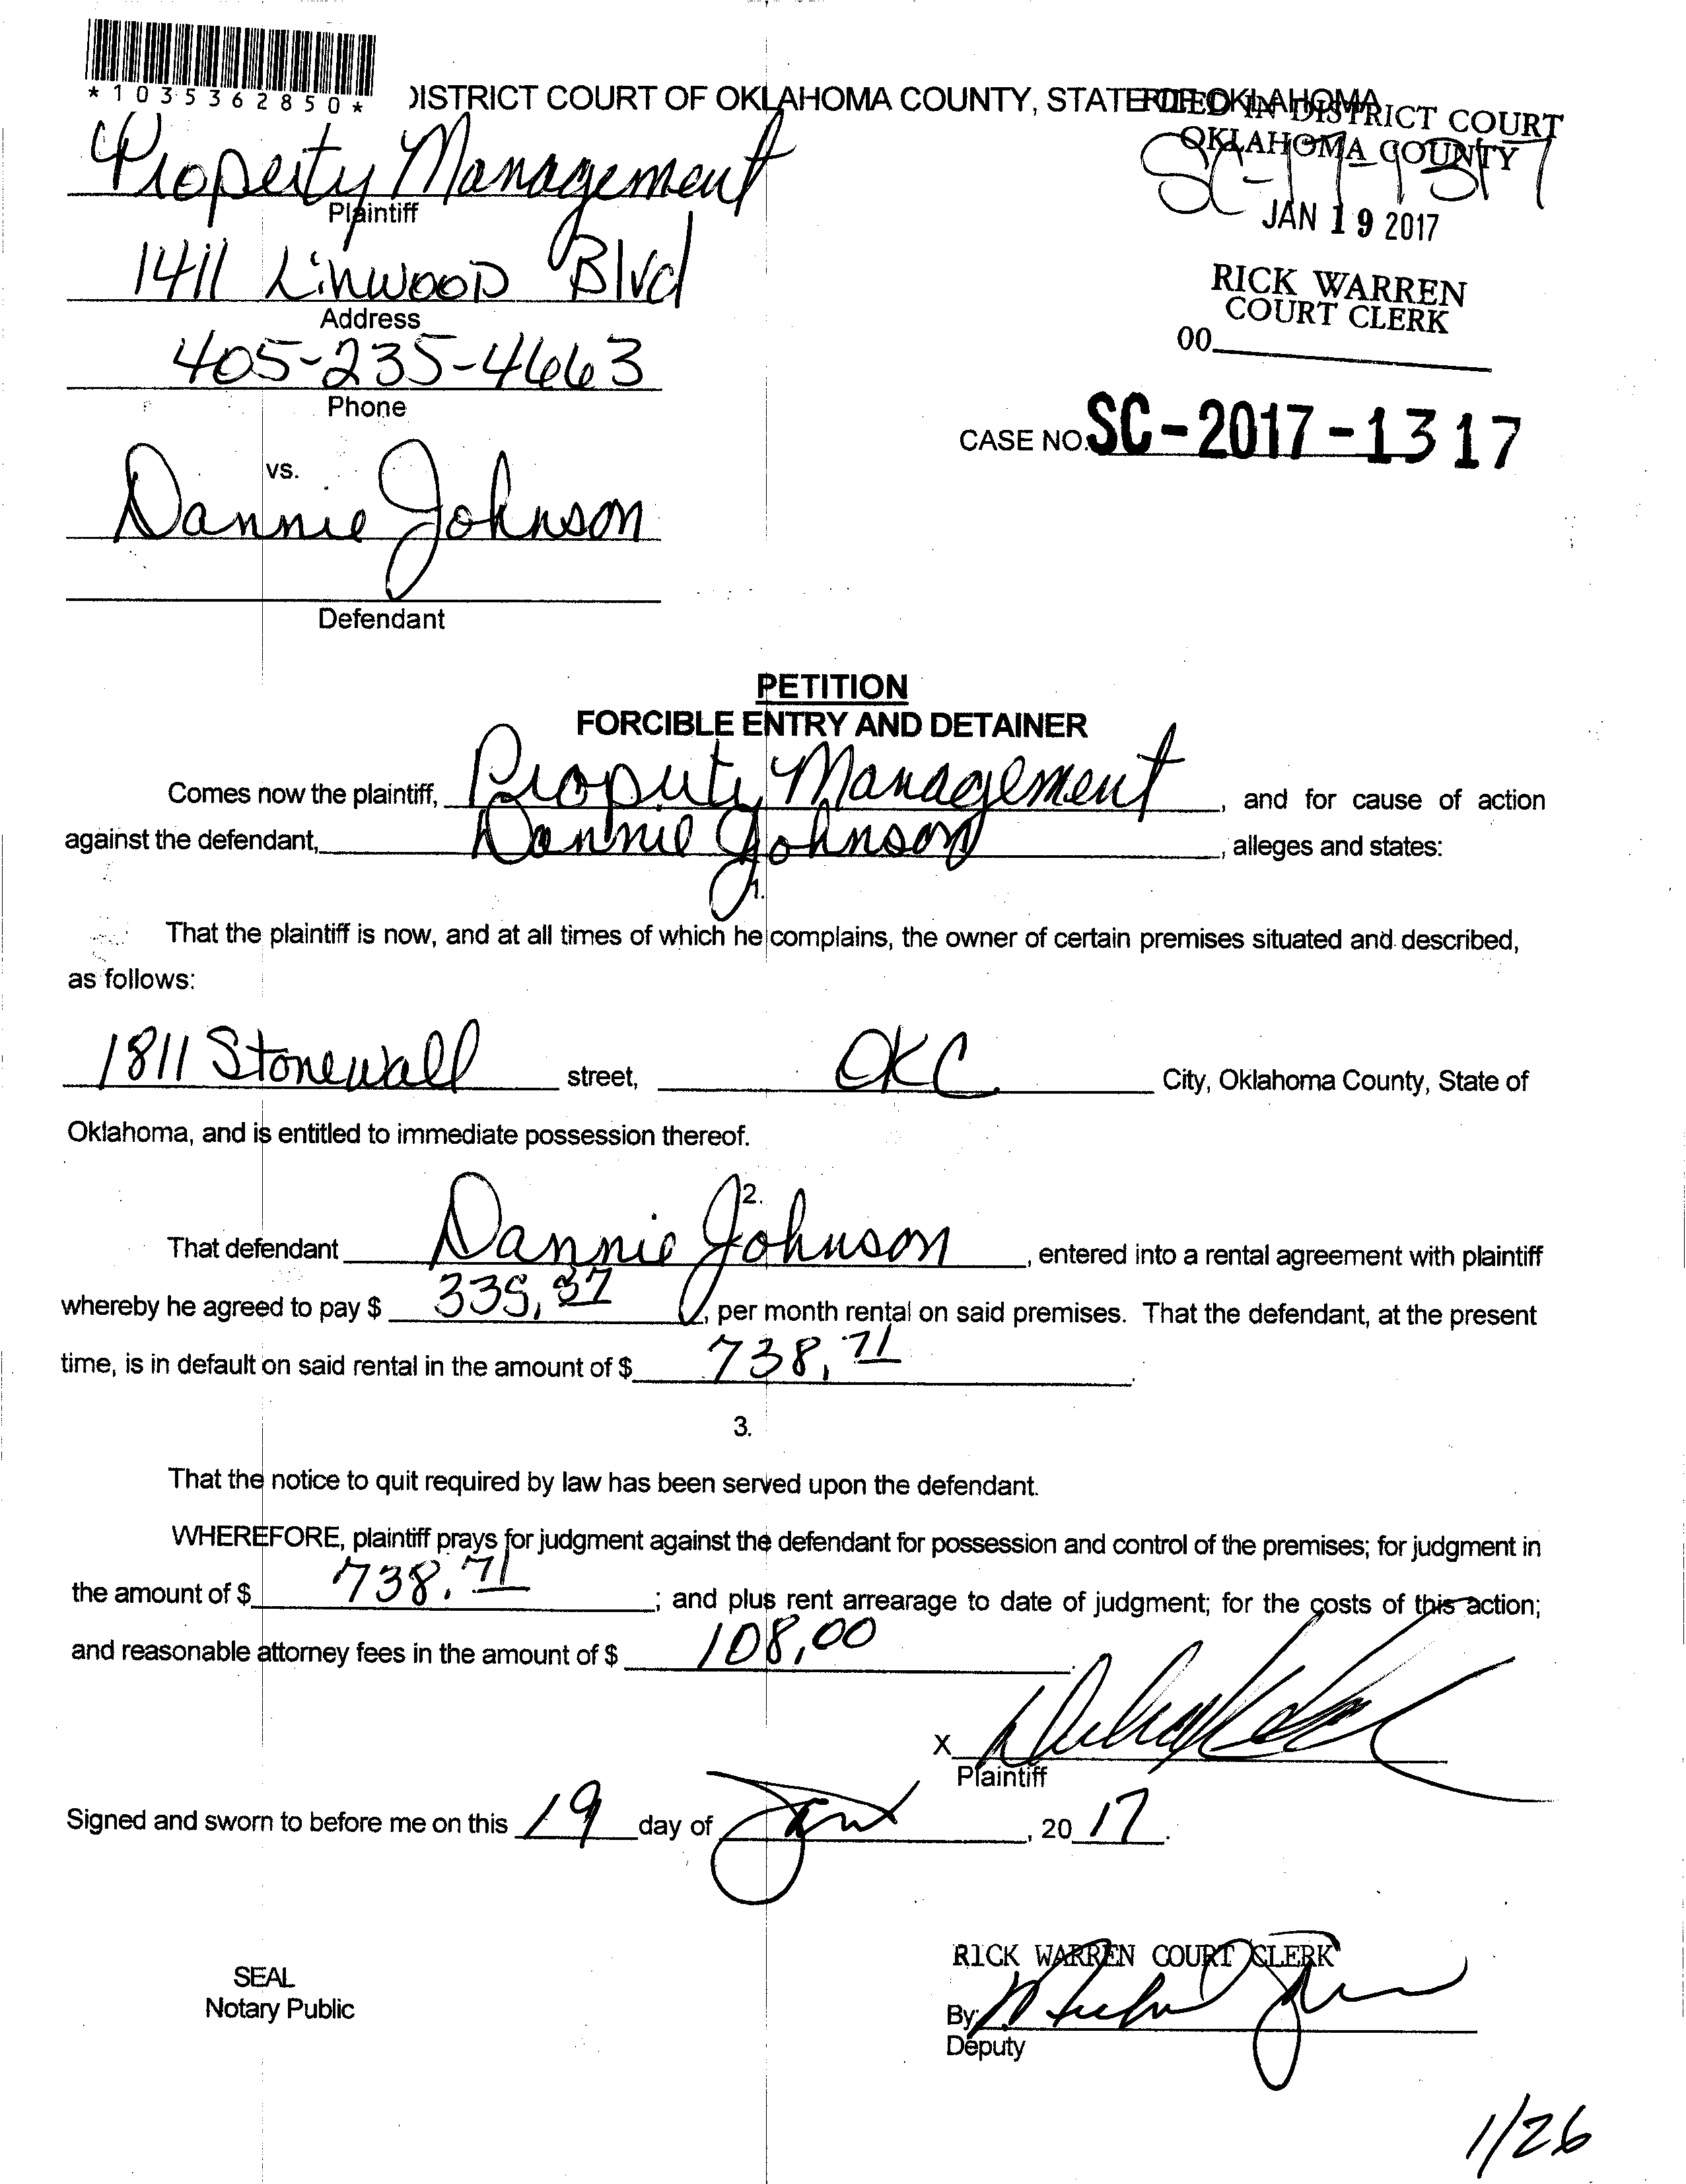 *1035362850*
DISTRICT COURT OF OKLAHOMA COUNTY, STATE OF OKLAHOMA
FILED IN DISTRICT COURT
OKLAHOMA COUNTY
SC-17-1317
JAN 19 2017
RICK WARREN
COURT CLERK
00
Property Management
Plaintiff
1411 Linwood Blvd
Address
405-235-4663
Phone
CASE NO. SC-2017-1317
vs.
Dannie Johnson
Defendant
PETITION
FORCIBLE ENTRY AND DETAINER
Comes now the plaintiff, Property Management, and for cause of action
against the defendant, Dannie Johnson, alleges and states:
1.
That the plaintiff is now, and at all times of which he complains, the owner of certain premises situated and described,
as follows:
1811 Stonewall street, OKC City, Oklahoma County, State of
Oklahoma, and is entitled to immediate possession thereof.
2.
That defendant Dannie Johnson, entered into a rental agreement with plaintiff
whereby he agreed to pay $ , per month rental on said premises. That the defendant, at the present
time, is in default on said rental in the amount of $ 738.71.
3.
That the notice to quit required by law has been served upon the defendant.
WHEREFORE, plaintiff prays for judgment against the defendant for possession and control of the premises; for judgment in
the amount of $ 738.71; and plus rent arrearage to date of judgment; for the costs of this action;
and reasonable attorney fees in the amount of $ 108.00.
X
Plaintiff
Signed and sworn to before me on this 19 day of Jan, 2017.
RICK WARREN COURT CLERK
SEAL
Notary Public
By:
Deputy
1/26